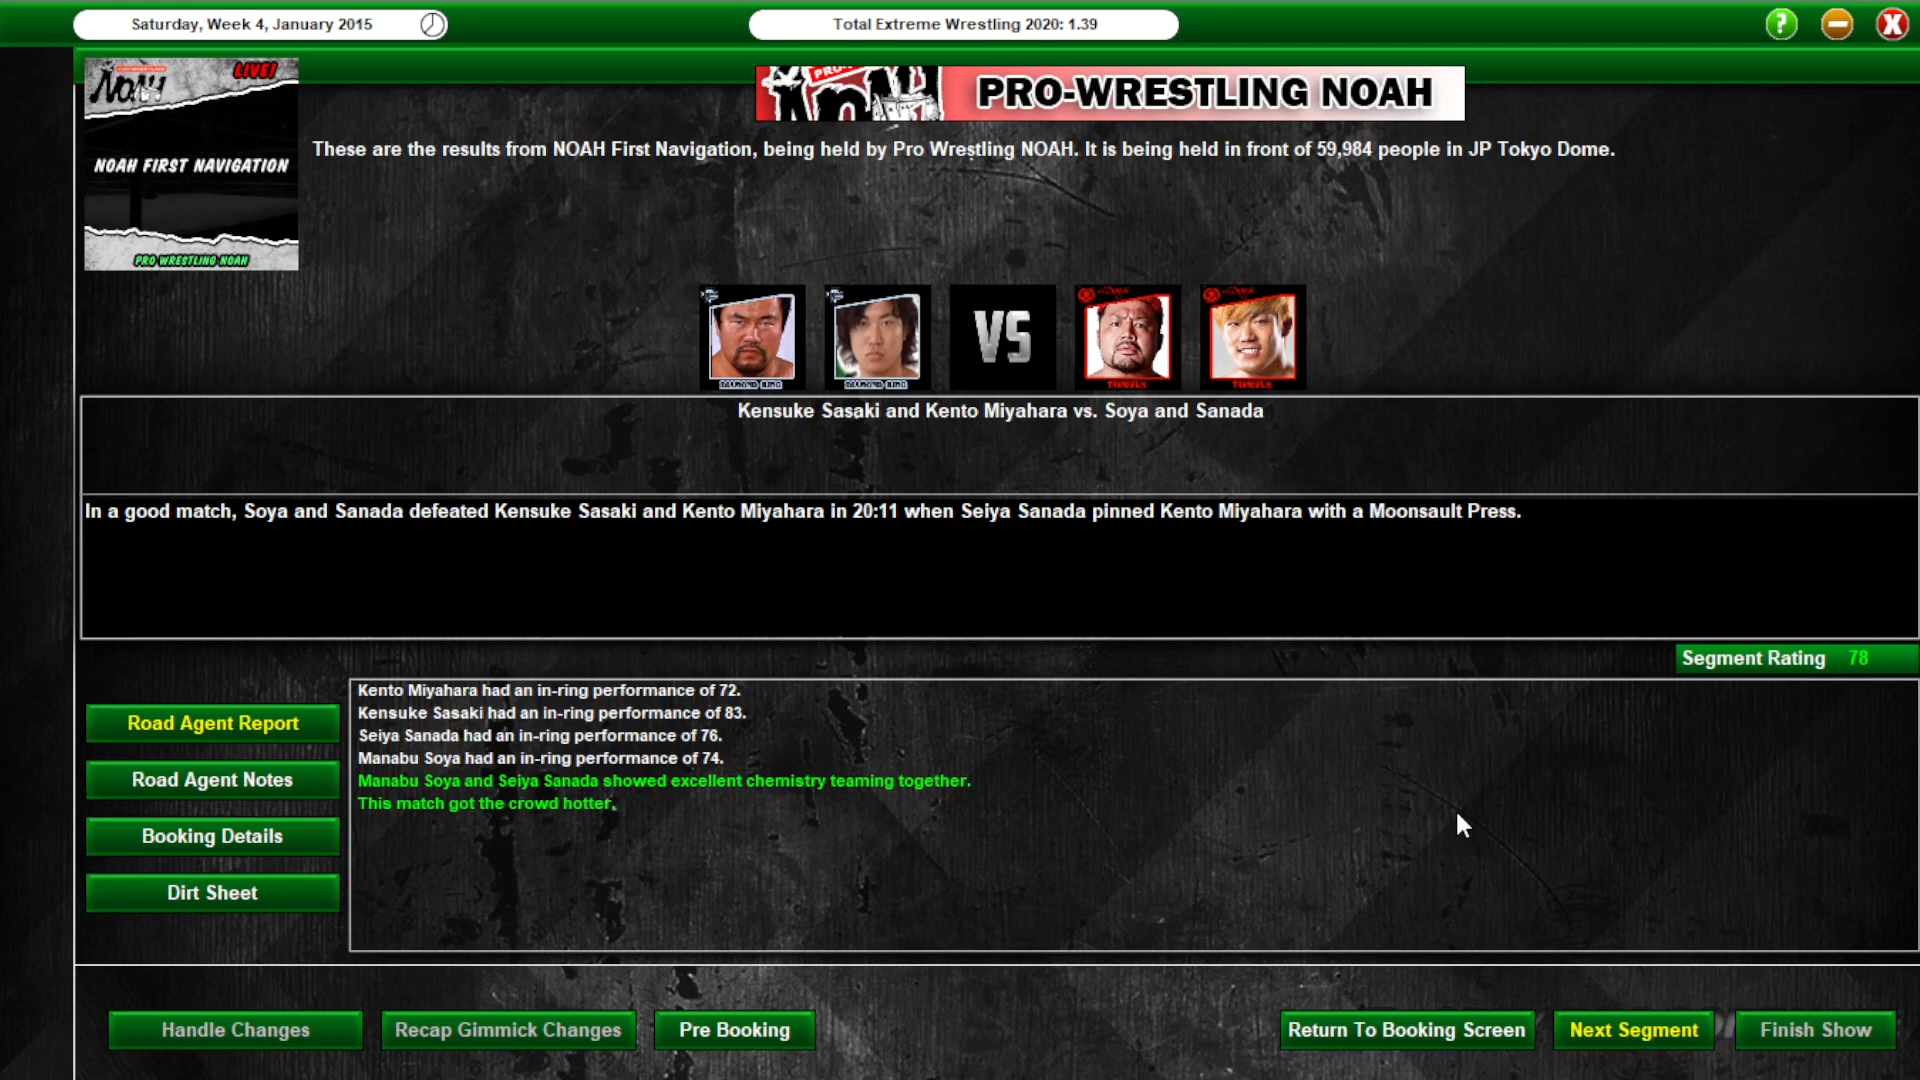 Saturday, Week 4, January 2015
Total Extreme Wrestling 2020: 1.39
NOAH LIVE!
NOAH FIRST NAVIGATION
PRO WRESTLING NOAH
PRO-WRESTLING NOAH
These are the results from NOAH First Navigation, being held by Pro Wrestling NOAH. It is being held in front of 59,984 people in JP Tokyo Dome.
DIAMOND RING
DIAMOND RING
VS
Kensuke Sasaki and Kento Miyahara vs. Soya and Sanada
In a good match, Soya and Sanada defeated Kensuke Sasaki and Kento Miyahara in 20:11 when Seiya Sanada pinned Kento Miyahara with a Moonsault Press.
Segment Rating 78
Road Agent Report
Road Agent Notes
Booking Details
Dirt Sheet
Kento Miyahara had an in-ring performance of 72.
Kensuke Sasaki had an in-ring performance of 83.
Seiya Sanada had an in-ring performance of 76.
Manabu Soya had an in-ring performance of 74.
Manabu Soya and Seiya Sanada showed excellent chemistry teaming together.
This match got the crowd hotter.
Handle Changes
Recap Gimmick Changes
Pre Booking
Return To Booking Screen
Next Segment
Finish Show